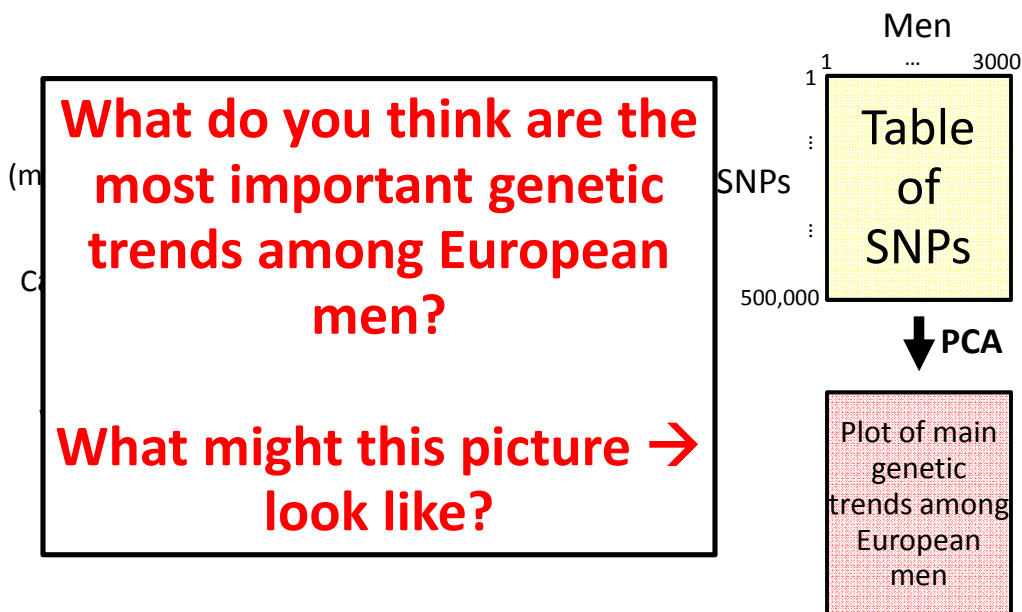 Men
1 ... 3000
1
What do you think are the
most important genetic
trends among European
men?
What might this picture →
look like?
(m
Ca
SNPs
⋮
⋮
500,000
Table
of
SNPs
PCA
Plot of main
genetic
trends among
European
men